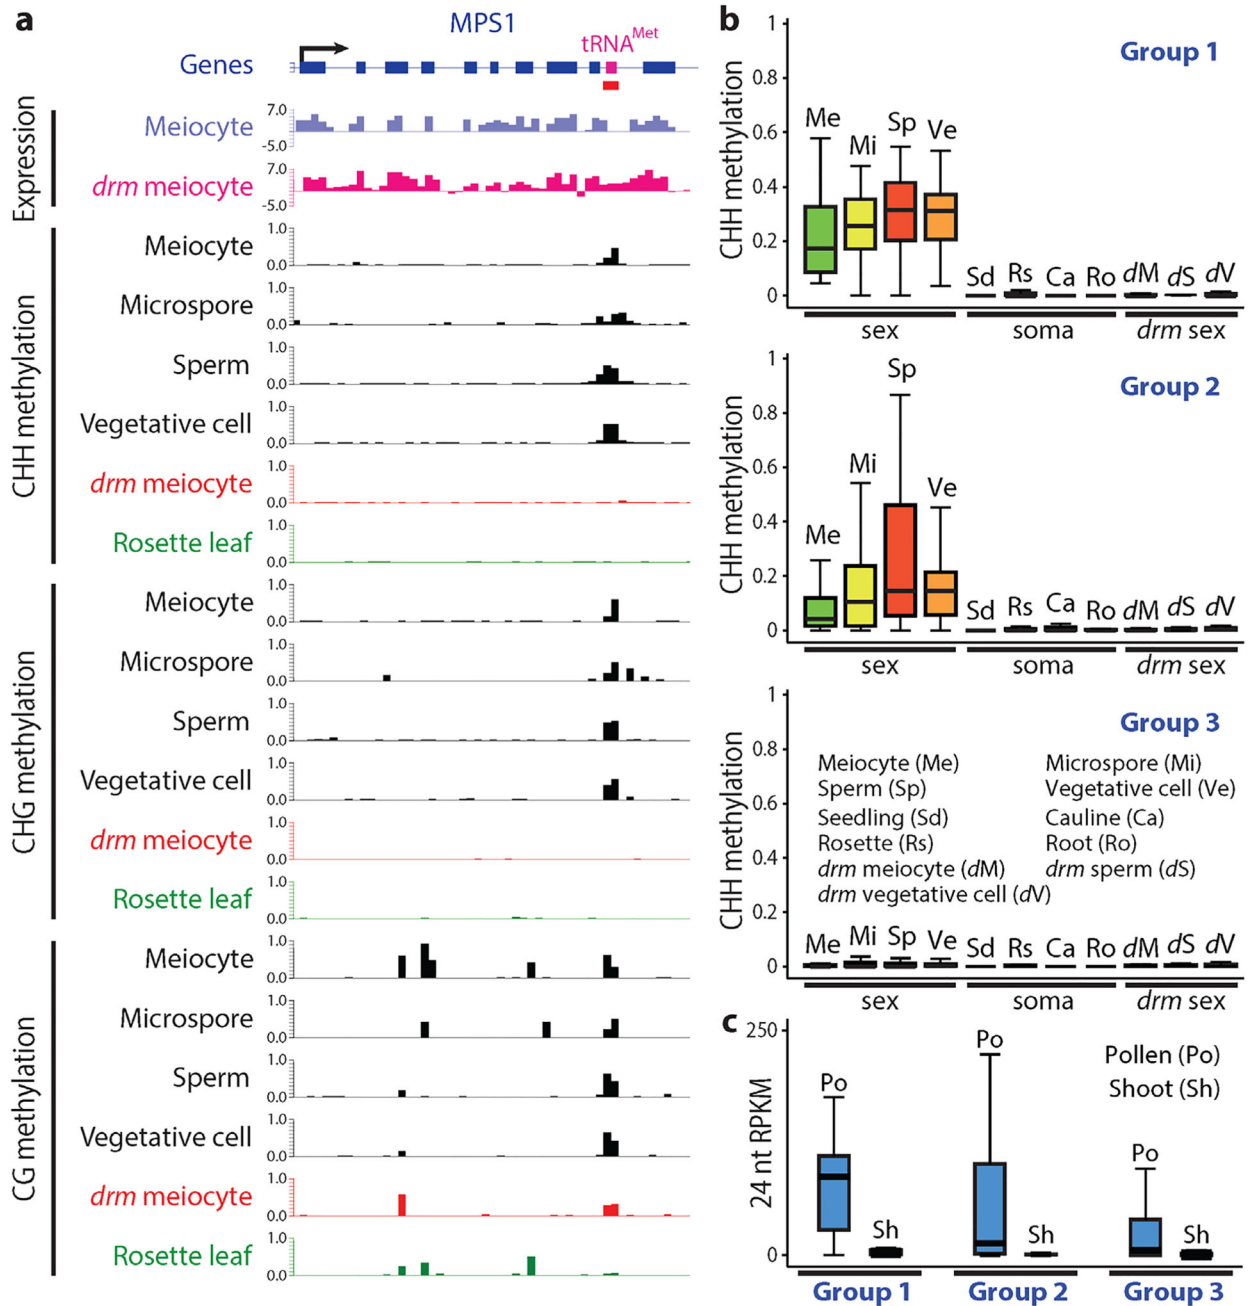 a
MPS1
tRNA^Met
Genes
Expression
Meiocyte
7.0
-5.0
drm meiocyte
7.0
-5.0
CHH methylation
Meiocyte
1.0
0.0
Microspore
1.0
0.0
Sperm
1.0
0.0
Vegetative cell
1.0
0.0
drm meiocyte
1.0
0.0
Rosette leaf
1.0
0.0
CHG methylation
Meiocyte
1.0
0.0
Microspore
1.0
0.0
Sperm
1.0
0.0
Vegetative cell
1.0
0.0
drm meiocyte
1.0
0.0
Rosette leaf
1.0
0.0
CG methylation
Meiocyte
1.0
0.0
Microspore
1.0
0.0
Sperm
1.0
0.0
Vegetative cell
1.0
0.0
drm meiocyte
1.0
0.0
Rosette leaf
1.0
0.0
b
Group 1
CHH methylation
1
0.8
0.6
0.4
0.2
0
Me Mi Sp Ve
Sd Rs Ca Ro dM dS dV
sex soma drm sex
Group 2
CHH methylation
1
0.8
0.6
0.4
0.2
0
Me Mi Sp Ve
Sd Rs Ca Ro dM dS dV
sex soma drm sex
Group 3
CHH methylation
1
0.8
0.6
0.4
0.2
0
Meiocyte (Me) Microspore (Mi)
Sperm (Sp) Vegetative cell (Ve)
Seedling (Sd) Cauline (Ca)
Rosette (Rs) Root (Ro)
drm meiocyte (dM) drm sperm (dS)
drm vegetative cell (dV)
Me Mi Sp Ve Sd Rs Ca Ro dM dS dV
sex soma drm sex
c
24 nt RPKM
250
0
Pollen (Po)
Shoot (Sh)
Po Sh Po Sh Po Sh
Group 1 Group 2 Group 3